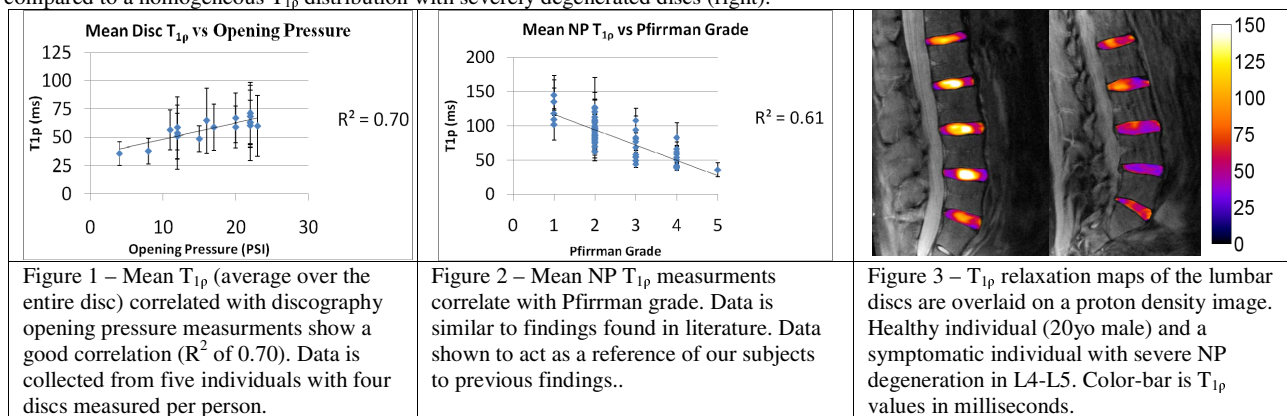 compared to a homogeneous T1ρ distribution with severely degenerated discs (right).
Mean Disc T1ρ vs Opening Pressure
125
100
75
50
25
0
T1ρ (ms)
0 10 20 30
Opening Pressure (PSI)
R² = 0.70
Mean NP T1ρ vs Pfirrman Grade
200
150
100
50
0
T1ρ (ms)
0 1 2 3 4 5
Pfirrman Grade
R² = 0.61
150
125
100
75
50
25
0
Figure 1 – Mean T1ρ (average over the
entire disc) correlated with discography
opening pressure measurments show a
good correlation (R² of 0.70). Data is
collected from five individuals with four
discs measured per person.
Figure 2 – Mean NP T1ρ measurments
correlate with Pfirrman grade. Data is
similar to findings found in literature. Data
shown to act as a reference of our subjects
to previous findings..
Figure 3 – T1ρ relaxation maps of the lumbar
discs are overlaid on a proton density image.
Healthy individual (20yo male) and a
symptomatic individual with severe NP
degeneration in L4-L5. Color-bar is T1ρ
values in milliseconds.